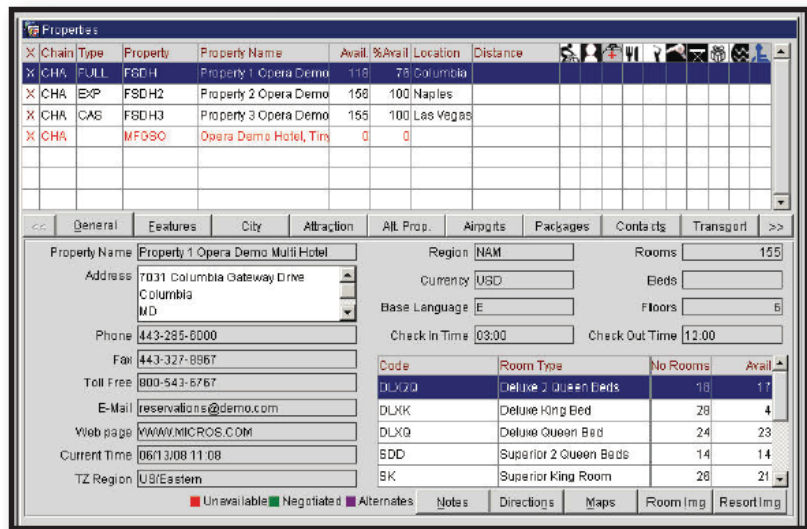 Properties
X Chain Type Property Property Name Avail. %Avail Location Distance
X CHA FULL FSDH Property 1 Opera Demo 118 76 Columbia
X CHA EXP FSDH2 Property 2 Opera Demo 156 100 Naples
X CHA CAS FSDH3 Property 3 Opera Demo 155 100 Las Vegas
X CHA MFGSO Opera Demo Hotel, Tiny 0 0
<< General Features City Attraction Alt. Prop. Airports Packages Contacts Transport >>
Property Name Property 1 Opera Demo Multi Hotel Region NAM Rooms 155
Address 7031 Columbia Gateway Drive Currency USD Beds
Columbia
MD Base Language E Floors 6
Phone 443-285-6000 Check In Time 03:00 Check Out Time 12:00
Fax 443-327-8967
Toll Free 800-543-6767
E-Mail reservations@demo.com
Web page WWW.MICROS.COM
Current Time 06/13/08 11:08
TZ Region US/Eastern
Code Room Type No Rooms Avail
Deluxe 2 Queen Beds 17
DLXK Deluxe King Bed 4
DLXQ Deluxe Queen Bed 24 23
SDD Superior 2 Queen Beds 14 14
SK Superior King Room 21
Unavailable Negotiated Alternates Notes Directions Maps Room Img Resort Img